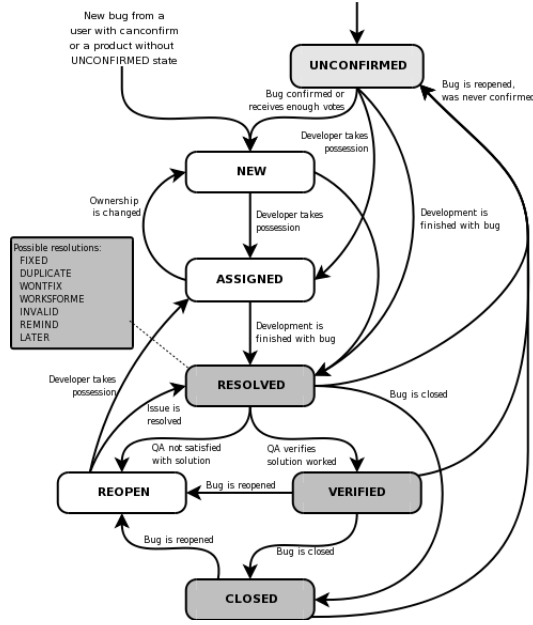 New bug from a
user with canconfirm
or a product without
UNCONFIRMED state
UNCONFIRMED
Bug is reopened,
was never confirmed
Bug confirmed or
receives enough votes
Developer takes
possession
NEW
Ownership
is changed
Developer takes
possession
Development is
finished with bug
Possible resolutions:
FIXED
DUPLICATE
WONTFIX
WORKSFORME
INVALID
REMIND
LATER
ASSIGNED
Development is
finished with bug
Developer takes
possession
RESOLVED
Bug is closed
Issue is
resolved
QA not satisfied
with solution
QA verifies
solution worked
REOPEN
Bug is reopened
VERIFIED
Bug is reopened
Bug is closed
CLOSED